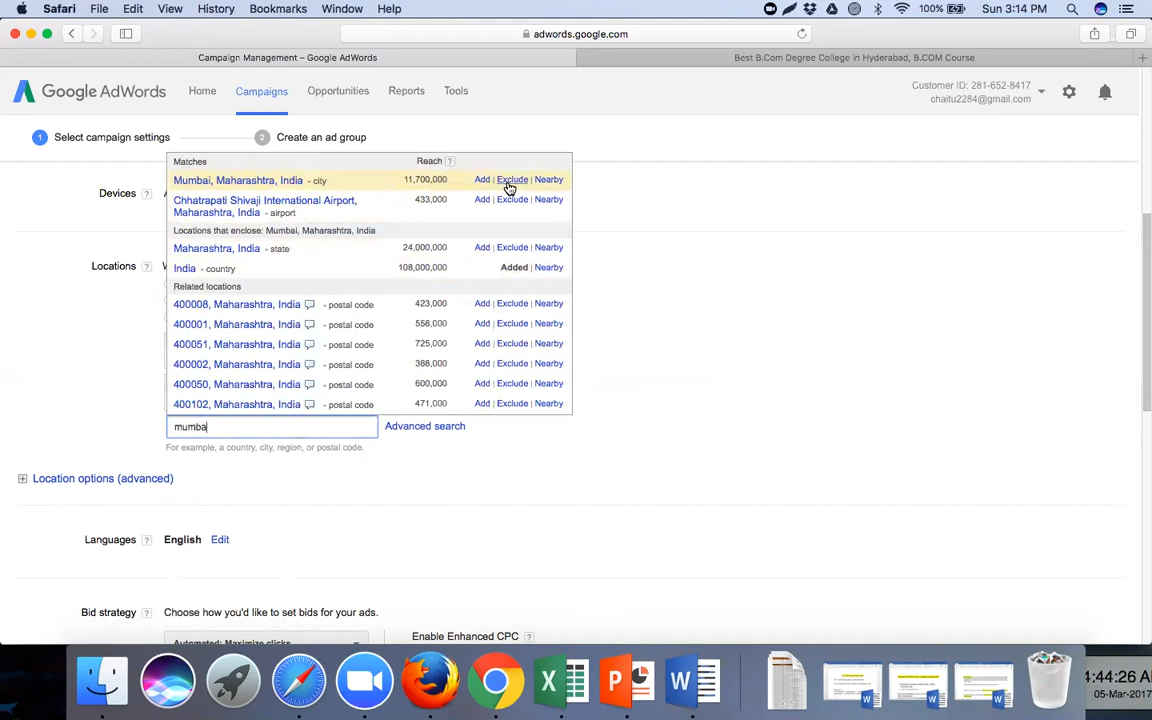 Safari File Edit View History Bookmarks Window Help 100% Sun 3:14 PM
adwords.google.com
Campaign Management – Google AdWords Best B.Com Degree College in Hyderabad, B.COM Course
Google AdWords Home Campaigns Opportunities Reports Tools Customer ID: 281-652-8417
chaitu2284@gmail.com
1 Select campaign settings 2 Create an ad group
Matches Reach ?
Devices ?
Mumbai, Maharashtra, India - city 11,700,000 Add | Exclude | Nearby
Chhatrapati Shivaji International Airport, 433,000 Add | Exclude | Nearby
Maharashtra, India - airport
Locations that enclose: Mumbai, Maharashtra, India
Maharashtra, India - state 24,000,000 Add | Exclude | Nearby
Locations ?
India - country 108,000,000 Added | Nearby
Related locations
400008, Maharashtra, India - postal code 423,000 Add | Exclude | Nearby
400001, Maharashtra, India - postal code 558,000 Add | Exclude | Nearby
400051, Maharashtra, India - postal code 725,000 Add | Exclude | Nearby
400002, Maharashtra, India - postal code 388,000 Add | Exclude | Nearby
400050, Maharashtra, India - postal code 600,000 Add | Exclude | Nearby
400102, Maharashtra, India - postal code 471,000 Add | Exclude | Nearby
mumba Advanced search
For example, a country, city, region, or postal code.
Location options (advanced)
Languages ? English Edit
Bid strategy ? Choose how you'd like to set bids for your ads.
Automated: Maximize clicks Enable Enhanced CPC ?
4:44:26 AM
05-Mar-2017